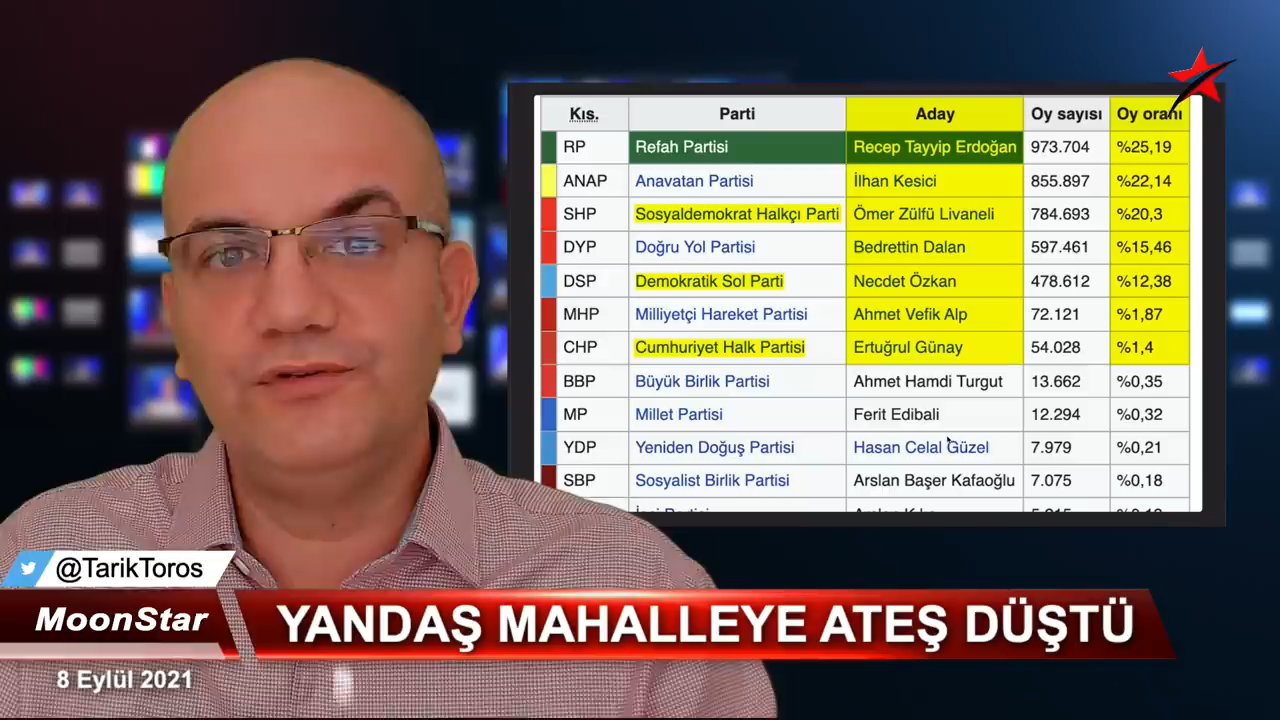 Kıs. Parti Aday Oy sayısı Oy oranı
RP Refah Partisi Recep Tayyip Erdoğan 973.704 %25,19
ANAP Anavatan Partisi İlhan Kesici 855.897 %22,14
SHP Sosyaldemokrat Halkçı Parti Ömer Zülfü Livaneli 784.693 %20,3
DYP Doğru Yol Partisi Bedrettin Dalan 597.461 %15,46
DSP Demokratik Sol Parti Necdet Özkan 478.612 %12,38
MHP Milliyetçi Hareket Partisi Ahmet Vefik Alp 72.121 %1,87
CHP Cumhuriyet Halk Partisi Ertuğrul Günay 54.028 %1,4
BBP Büyük Birlik Partisi Ahmet Hamdi Turgut 13.662 %0,35
MP Millet Partisi Ferit Edibali 12.294 %0,32
YDP Yeniden Doğuş Partisi Hasan Celal Güzel 7.979 %0,21
SBP Sosyalist Birlik Partisi Arslan Başer Kafaoğlu 7.075 %0,18
@TarikToros
MoonStar YANDAŞ MAHALLEYE ATEŞ DÜŞTÜ
8 Eylül 2021